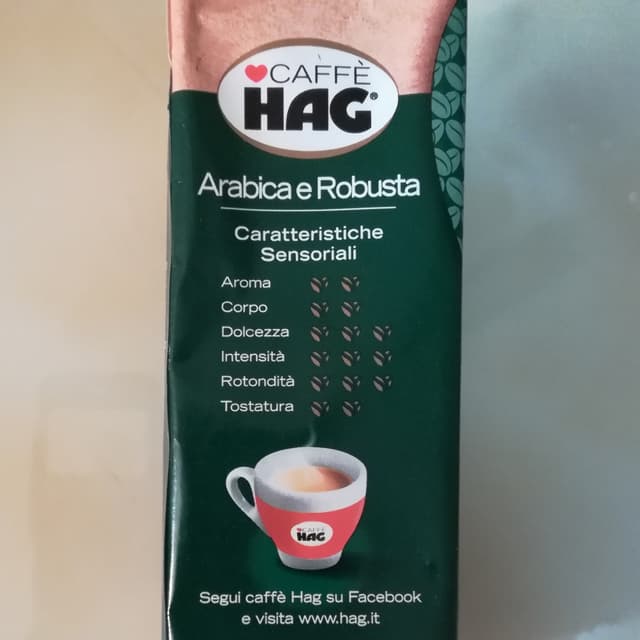 CAFFÈ
HAG®
Arabica e Robusta
Caratteristiche
Sensoriali
Aroma
Corpo
Dolcezza
Intensità
Rotondità
Tostatura
CAFFÈ
HAG
Segui caffè Hag su Facebook
e visita www.hag.it